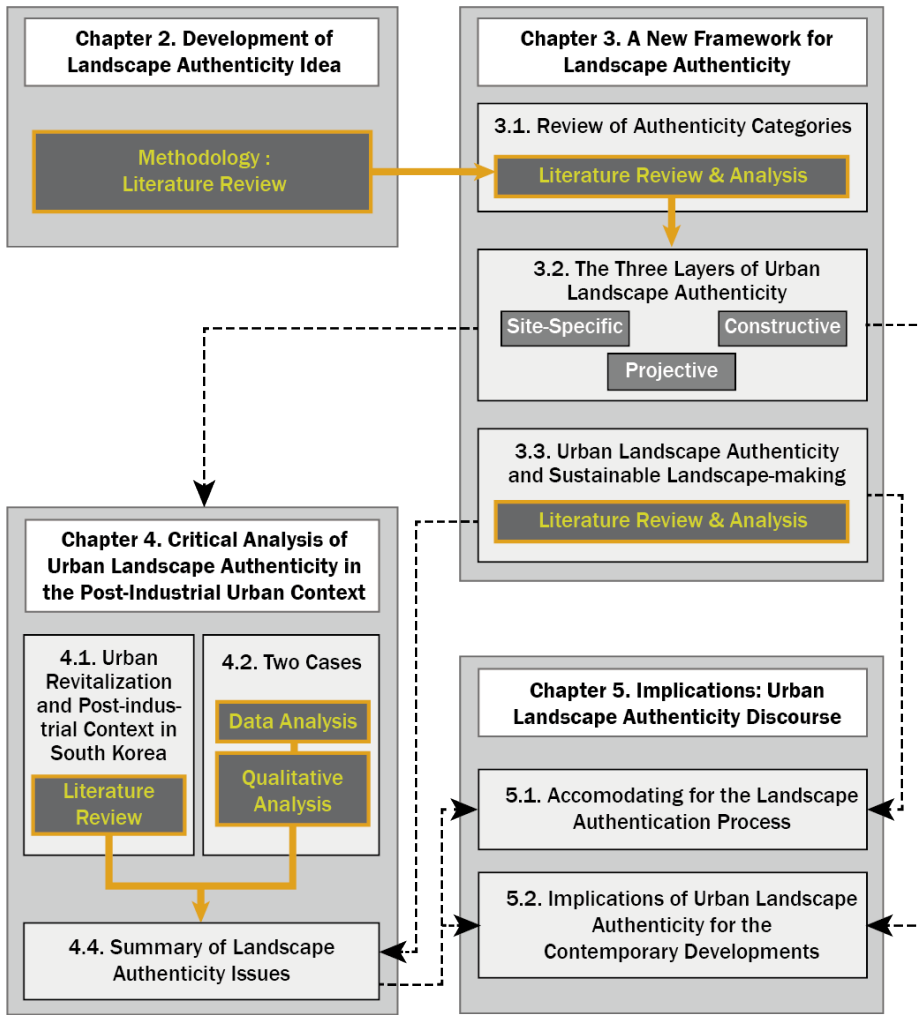 Chapter 2. Development of
Landscape Authenticity Idea
Methodology :
Literature Review
Chapter 3. A New Framework for
Landscape Authenticity
3.1. Review of Authenticity Categories
Literature Review & Analysis
3.2. The Three Layers of Urban
Landscape Authenticity
Site-Specific
Constructive
Projective
3.3. Urban Landscape Authenticity
and Sustainable Landscape-making
Literature Review & Analysis
Chapter 4. Critical Analysis of
Urban Landscape Authenticity in
the Post-Industrial Urban Context
4.1. Urban
Revitalization
and Post-indus-
trial Context in
South Korea
Literature
Review
4.2. Two Cases
Data Analysis
Qualitative
Analysis
4.4. Summary of Landscape
Authenticity Issues
Chapter 5. Implications: Urban
Landscape Authenticity Discourse
5.1. Accomodating for the Landscape
Authentication Process
5.2. Implications of Urban Landscape
Authenticity for the
Contemporary Developments